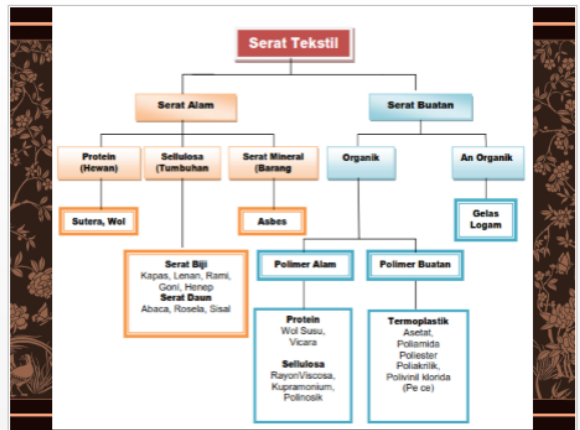 Serat Tekstil
Serat Alam
Serat Buatan
Protein
(Hewan)
Sellulosa
(Tumbuhan
Serat Mineral
(Barang
Organik
An Organik
Sutera, Wol
Asbes
Gelas
Logam
Serat Biji
Kapas, Lenan, Rami,
Goni, Henep
Serat Daun
Abaca, Rosela, Sisal
Polimer Alam
Polimer Buatan
Protein
Wol Susu,
Vicara
Sellulosa
RayonViscosa,
Kupramonium,
Polinosik
Termoplastik
Asetat,
Poliamida
Poliester
Poliakrilik,
Polivinil klorida
(Pe ce)